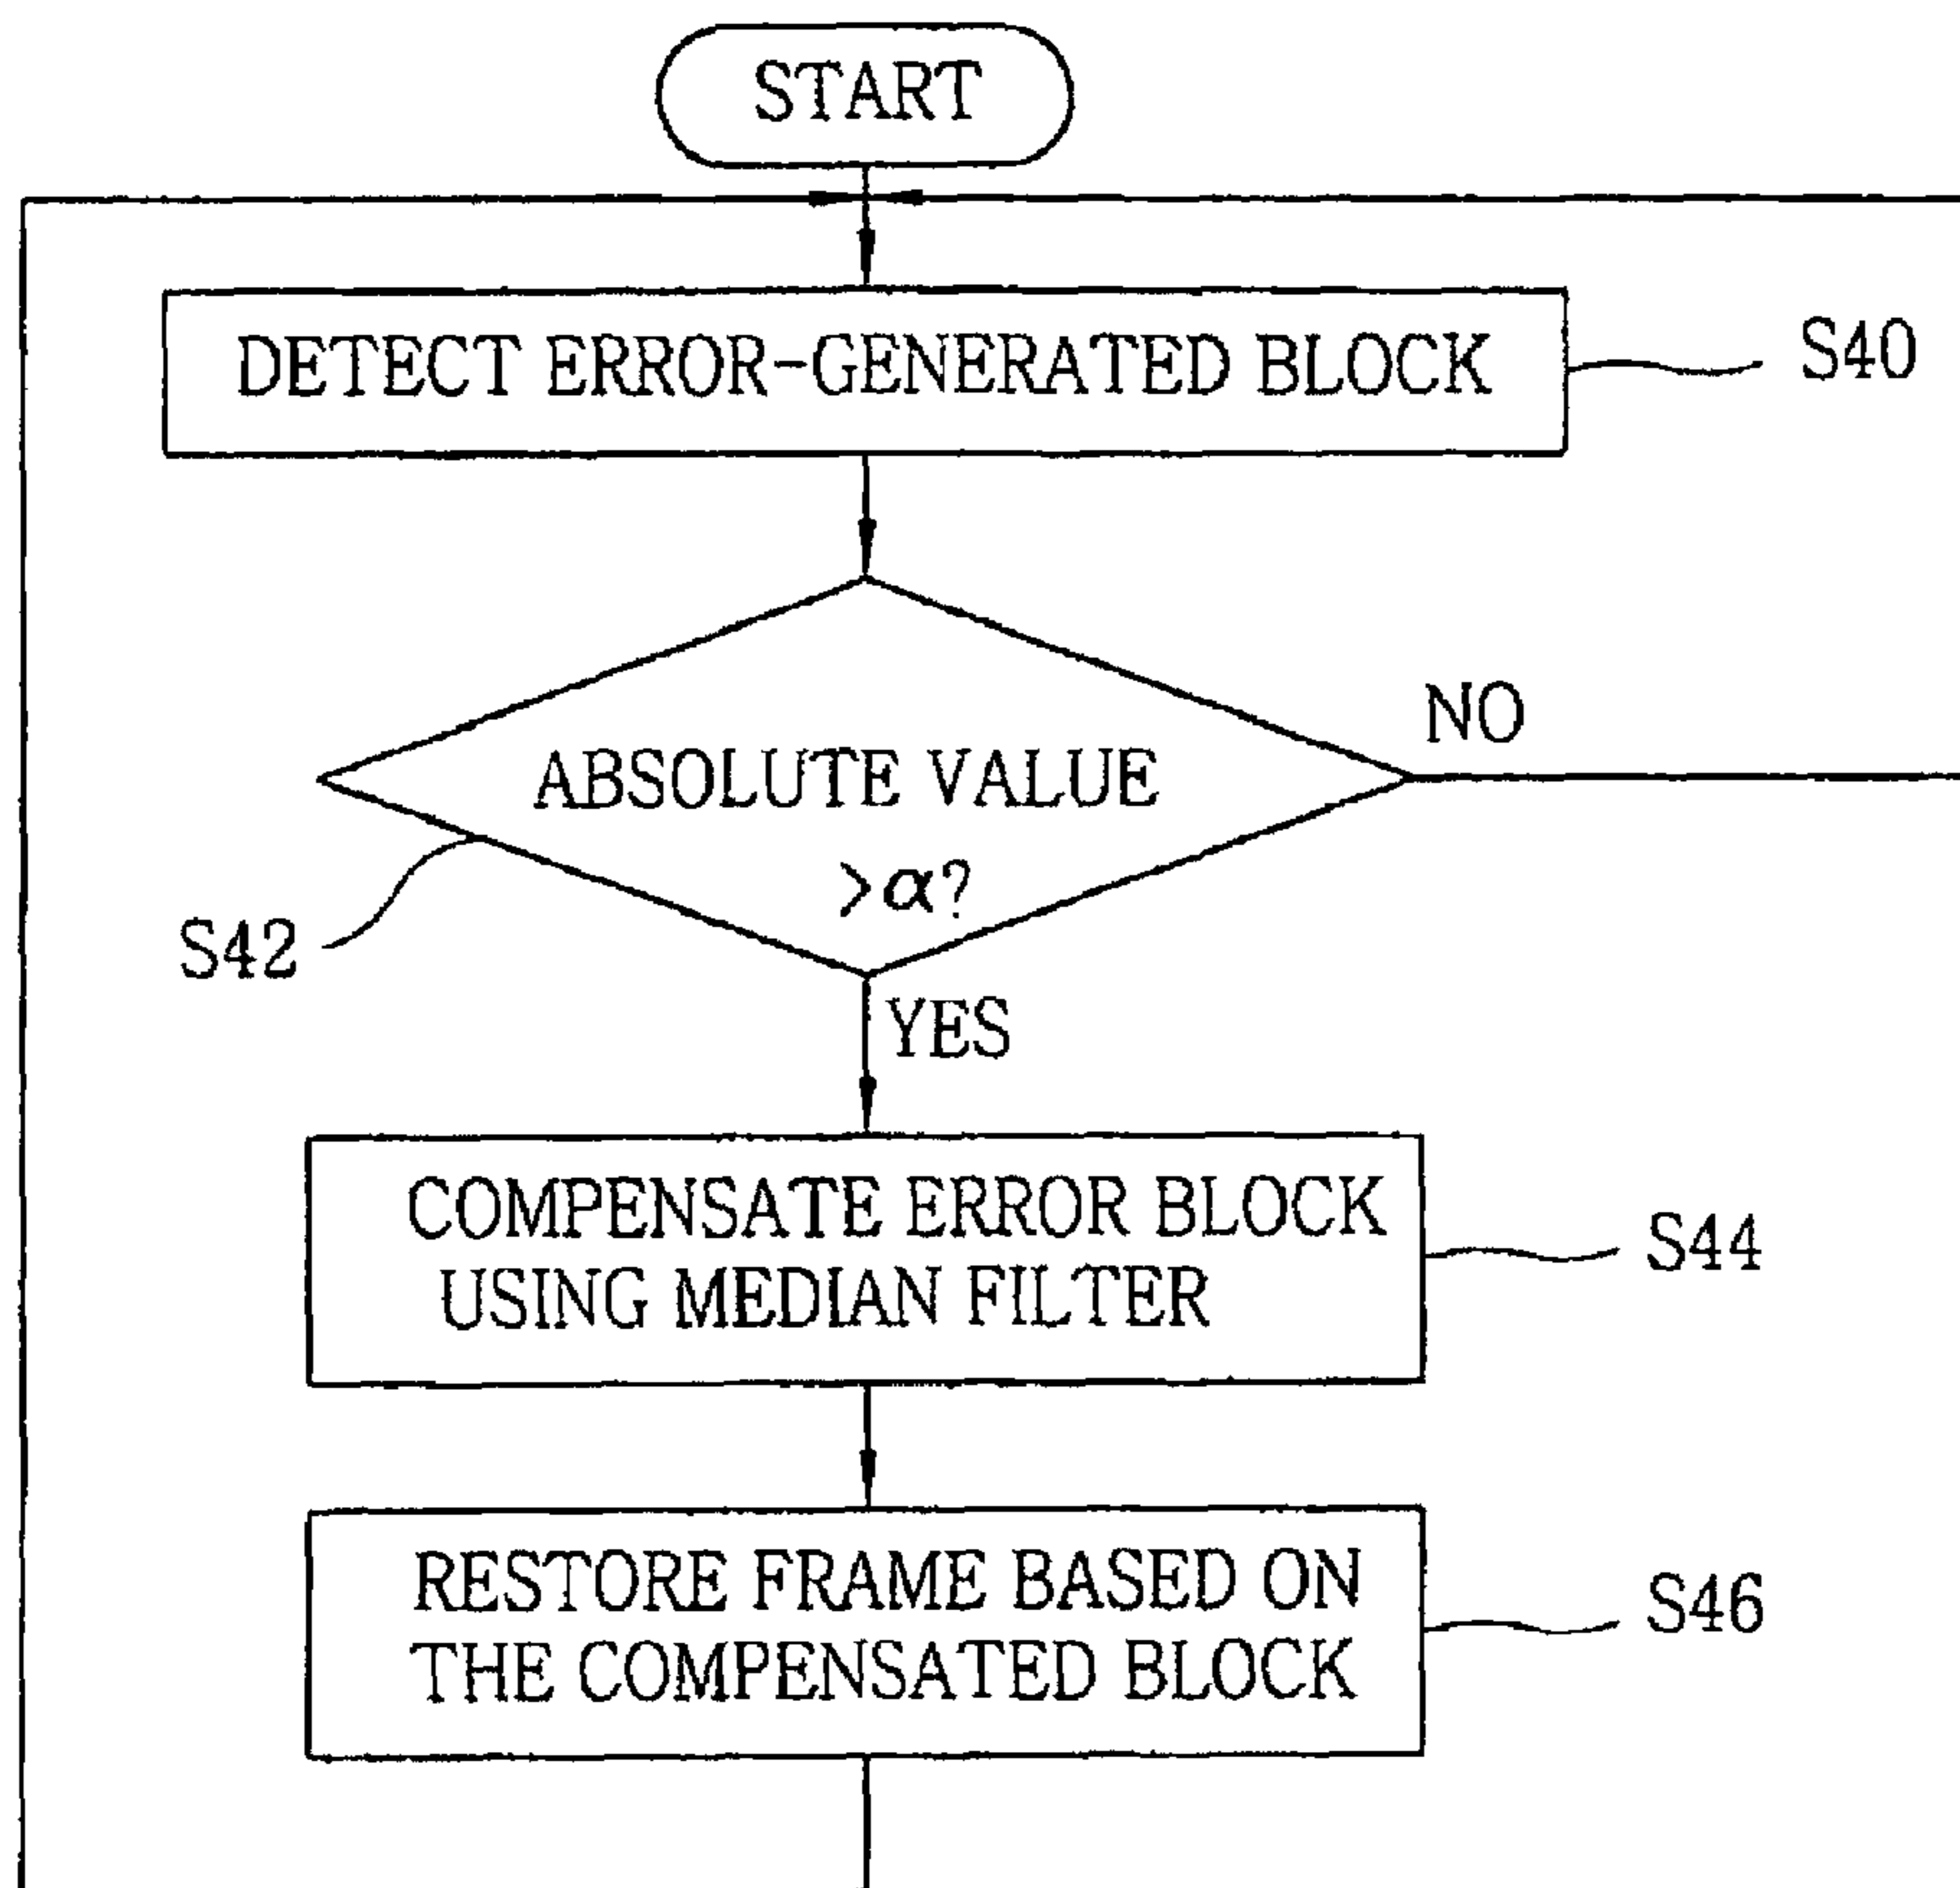 START
DETECT ERROR-GENERATED BLOCK
S40
NO
ABSOLUTE VALUE
>α?
S42
YES
COMPENSATE ERROR BLOCK
USING MEDIAN FILTER
S44
RESTORE FRAME BASED ON
THE COMPENSATED BLOCK
S46